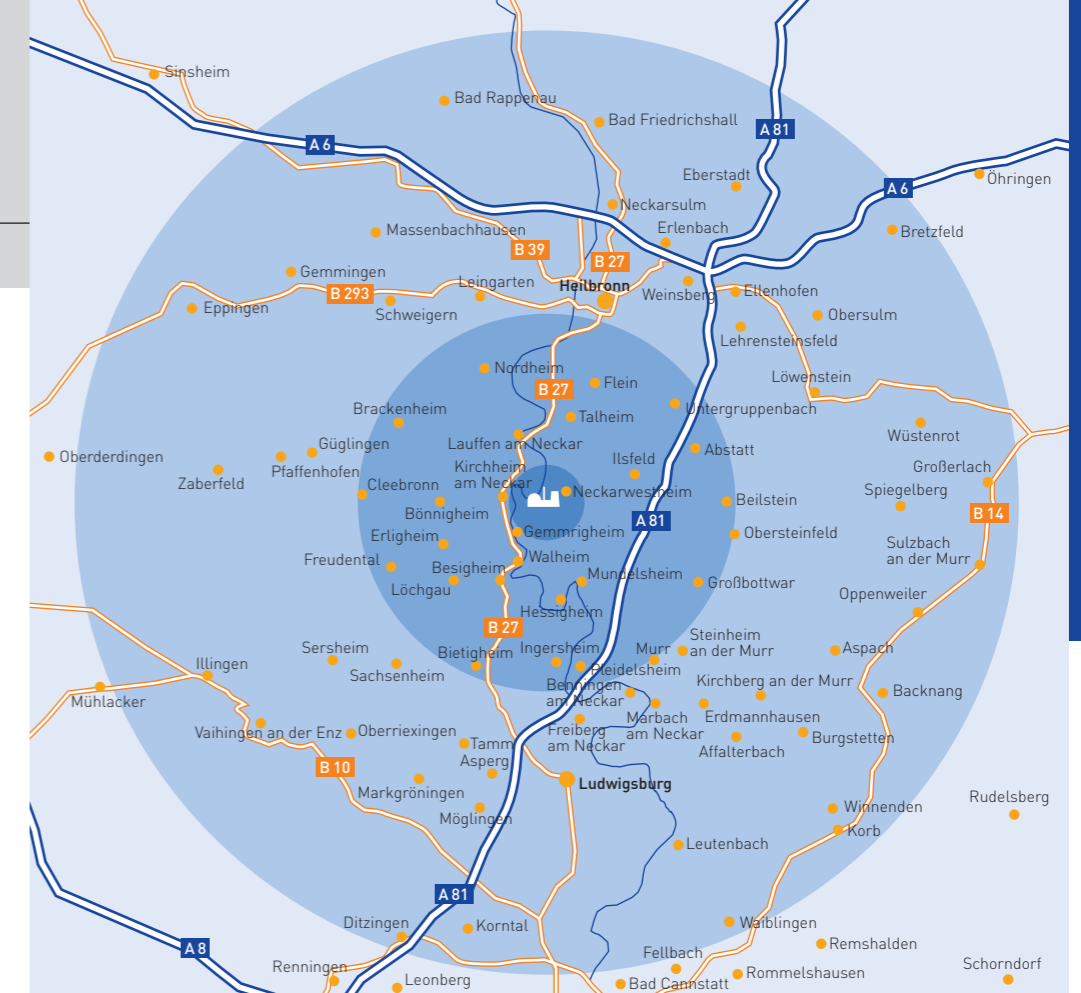 Sinsheim
Bad Rappenau
Bad Friedrichshall
A 81
A 6
Eberstadt
Öhringen
A 6
Neckarsulm
Massenbachhausen
Erlenbach
Bretzfeld
B 39
B 27
Gemmingen
Leingarten
Heilbronn
Weinsberg
Ellenhofen
B 293
Eppingen
Schweigern
Obersulm
Lehrensteinsfeld
Nordheim
Flein
Löwenstein
B 27
Brackenheim
Talheim
Untergruppenbach
Güglingen
Lauffen am Neckar
Abstatt
Wüstenrot
Oberderdingen
Pfaffenhofen
Zaberfeld
Kirchheim
am Neckar
Ilsfeld
Großerlach
Cleebronn
Neckarwestheim
Beilstein
Spiegelberg
Bönnigheim
A 81
B 14
Erligheim
Gemmrigheim
Obersteinfeld
Sulzbach
an der Murr
Freudental
Besigheim
Walheim
Mundelsheim
Großbottwar
Löchgau
Hessigheim
Oppenweiler
B 27
Sersheim
Bietigheim
Ingersheim
Murr
Steinheim
an der Murr
Aspach
Illingen
Sachsenheim
Pleidelsheim
Kirchberg an der Murr
Mühlacker
Benningen
am Neckar
Backnang
Marbach
am Neckar
Erdmannhausen
Vaihingen an der Enz
Oberriexingen
Tamm
Freiberg
am Neckar
Affalterbach
Burgstetten
B 10
Asperg
Ludwigsburg
Markgröningen
Rudelsberg
Möglingen
Winnenden
Korb
Leutenbach
A 81
Ditzingen
Korntal
Waiblingen
A 8
Remshalden
Fellbach
Renningen
Leonberg
Bad Cannstatt
Rommelshausen
Schorndorf